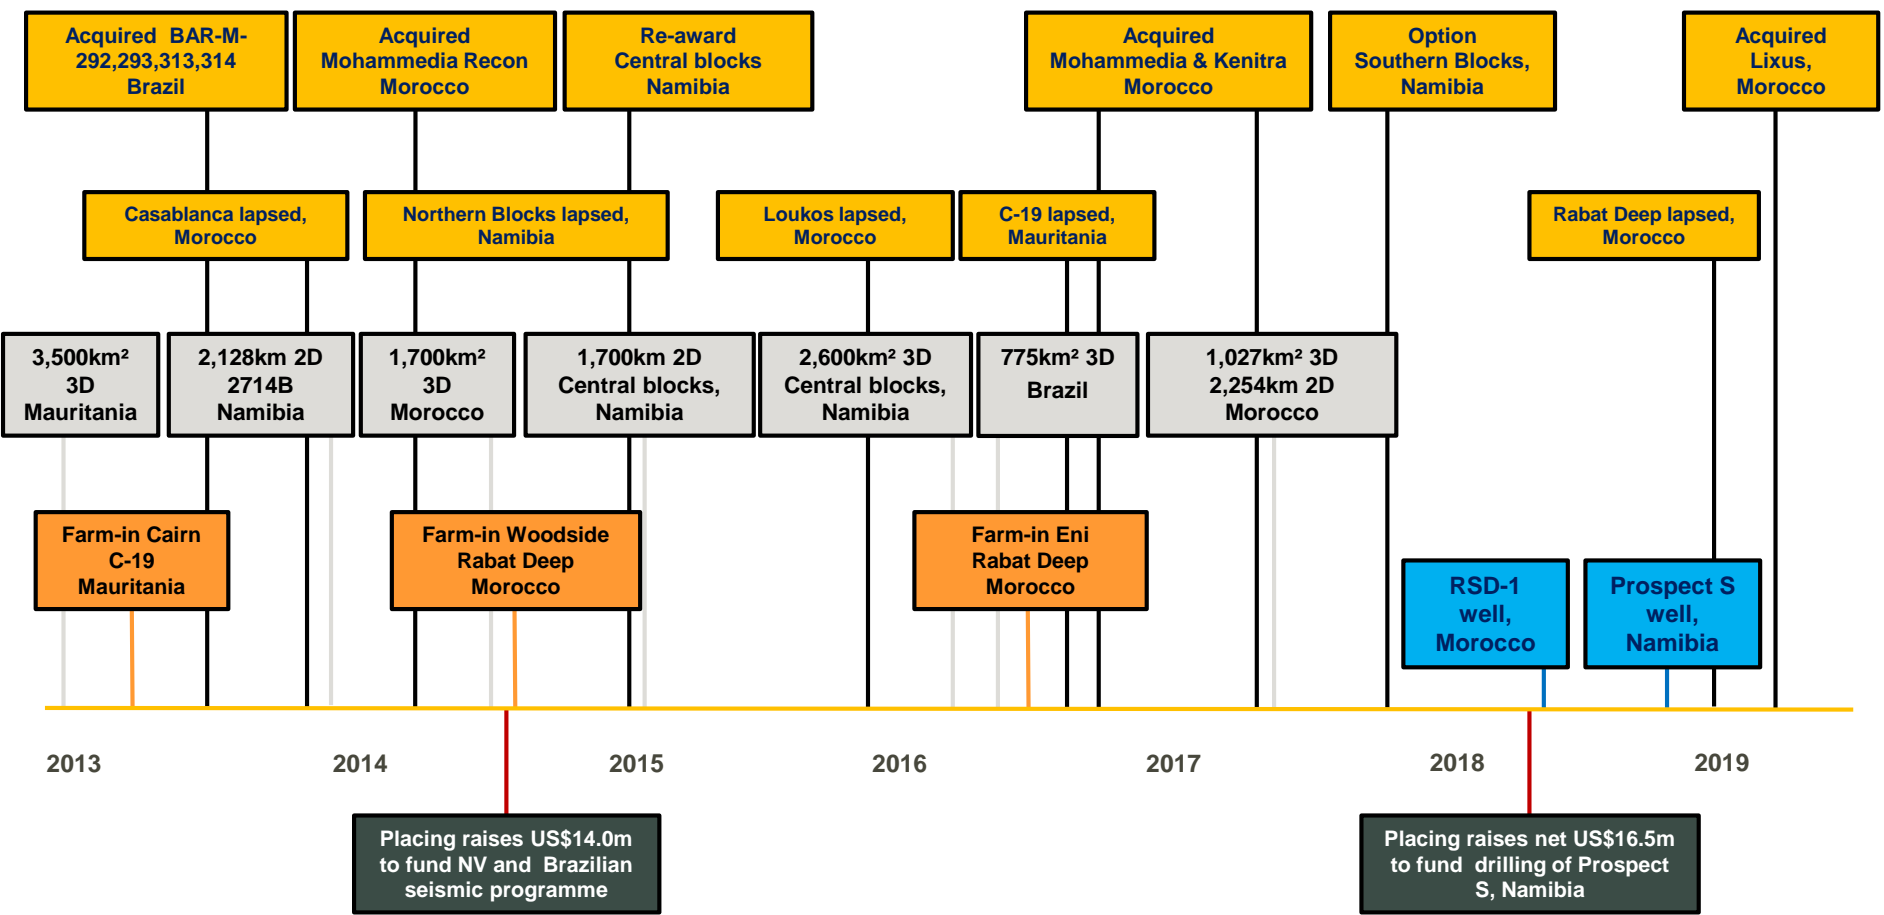 Acquired BAR-M-
292,293,313,314
Brazil
Acquired
Mohammedia Recon
Morocco
Re-award
Central blocks
Namibia
Acquired
Mohammedia & Kenitra
Morocco
Option
Southern Blocks,
Namibia
Acquired
Lixus,
Morocco
Casablanca lapsed,
Morocco
Northern Blocks lapsed,
Namibia
Loukos lapsed,
Morocco
C-19 lapsed,
Mauritania
Rabat Deep lapsed,
Morocco
3,500km²
3D
Mauritania
2,128km 2D
2714B
Namibia
1,700km²
3D
Morocco
1,700km 2D
Central blocks,
Namibia
2,600km² 3D
Central blocks,
Namibia
775km² 3D
Brazil
1,027km² 3D
2,254km 2D
Morocco
Farm-in Cairn
C-19
Mauritania
Farm-in Woodside
Rabat Deep
Morocco
Farm-in Eni
Rabat Deep
Morocco
RSD-1
well,
Morocco
Prospect S
well,
Namibia
2013
2014
2015
2016
2017
2018
2019
Placing raises US$14.0m
to fund NV and Brazilian
seismic programme
Placing raises net US$16.5m
to fund drilling of Prospect
S, Namibia